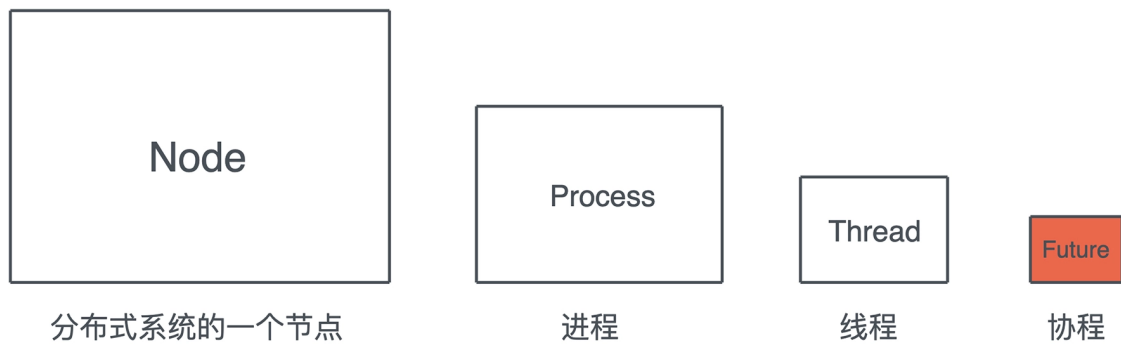 Node
Process
Thread
Future
分布式系统的一个节点
进程
线程
协程